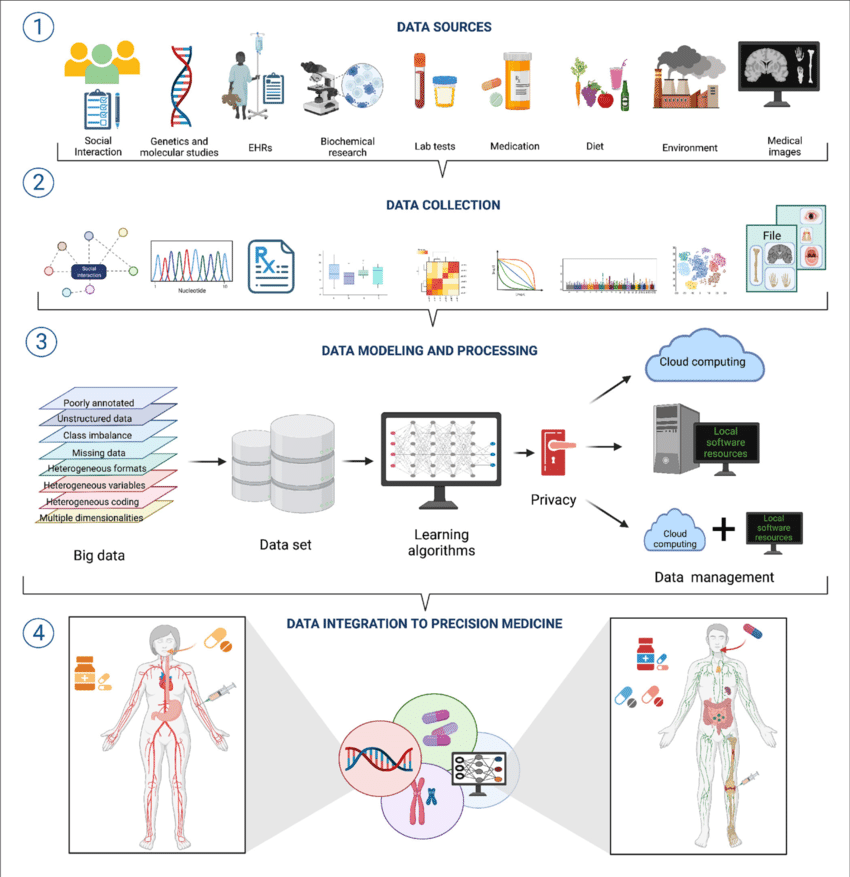 1
DATA SOURCES
Social
Interaction
Genetics and
molecular studies
EHRs
Biochemical
research
Lab tests
Medication
Diet
Environment
Medical
images
2
DATA COLLECTION
Social
interaction
Nucleotide
Rx
File
3
DATA MODELING AND PROCESSING
Poorly annotated
Unstructured data
Class imbalance
Missing data
Heterogeneous formats
Heterogeneous variables
Heterogeneous coding
Multiple dimensionalities
Big data
Data set
Learning
algorithms
Privacy
Cloud computing
Local
software
resources
Cloud
computing
+
Local
software
resources
Data management
4
DATA INTEGRATION TO PRECISION MEDICINE